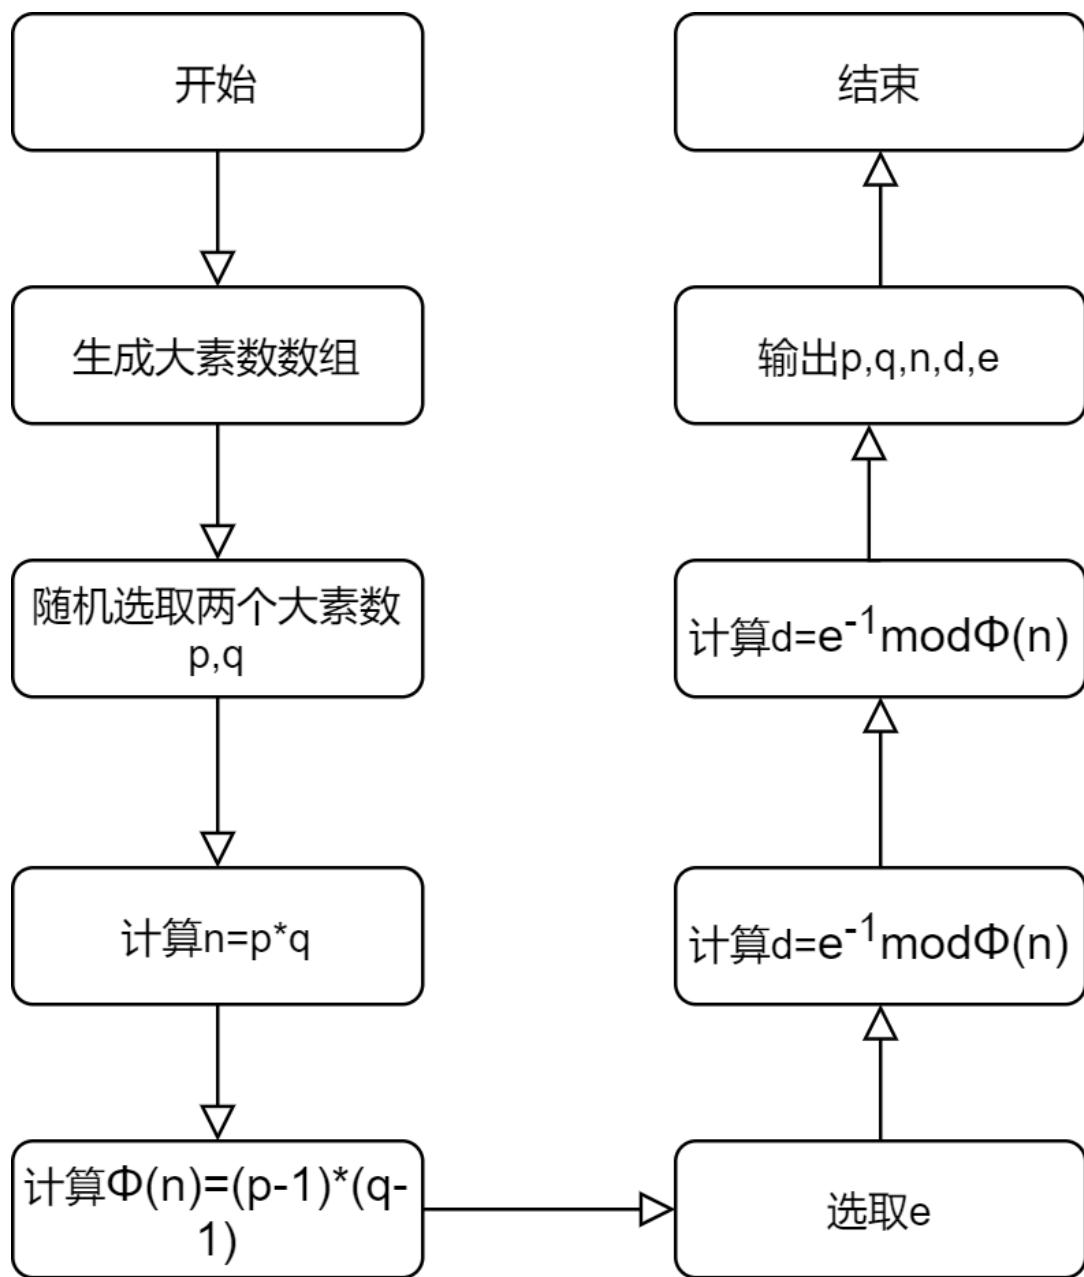 开始
生成大素数数组
随机选取两个大素数
p,q
计算n=p*q
计算Φ(n)=(p-1)*(q-
1)
选取e
计算d=e⁻¹modΦ(n)
计算d=e⁻¹modΦ(n)
输出p,q,n,d,e
结束